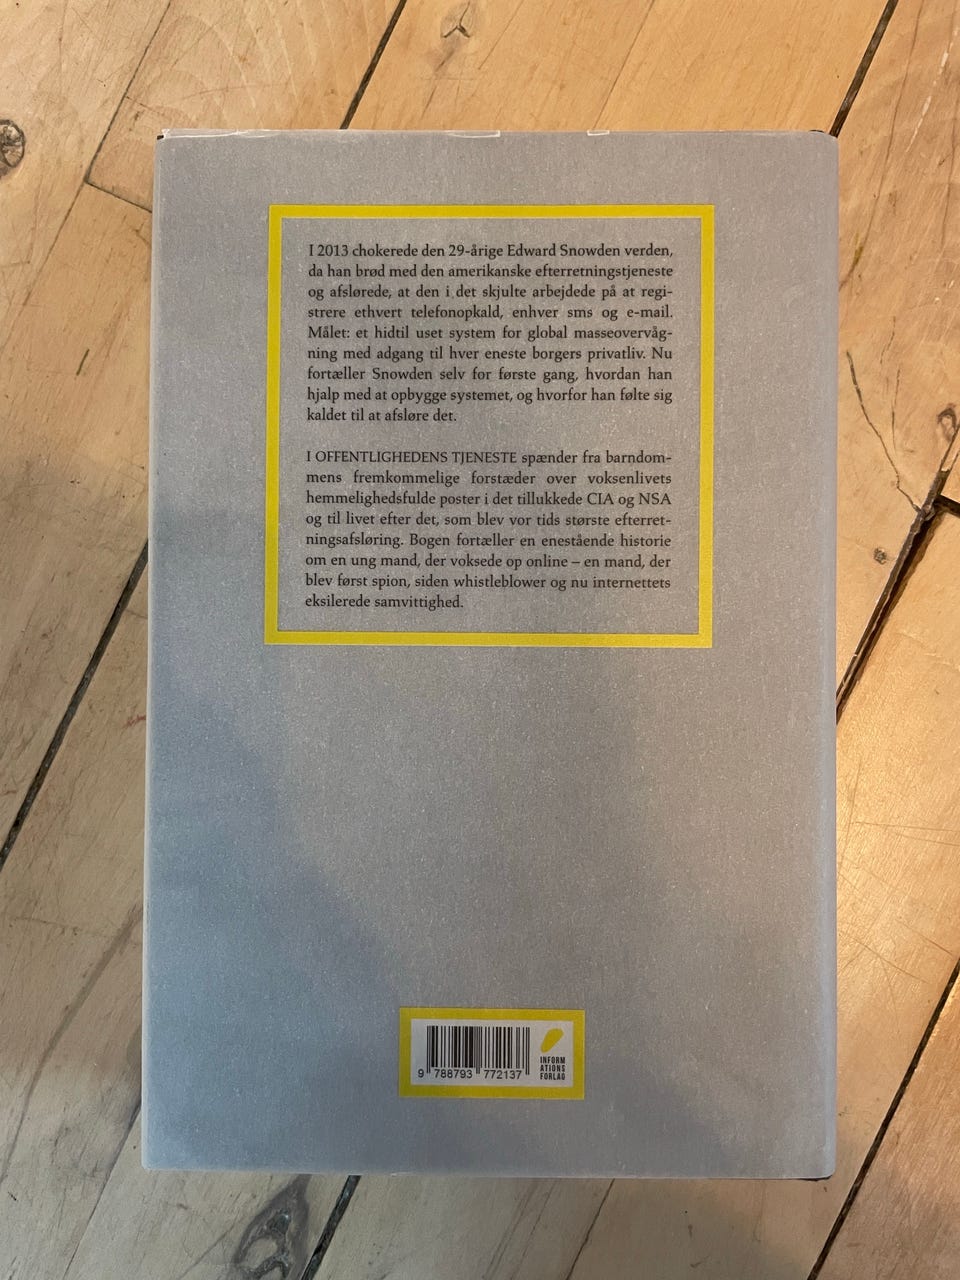 I 2013 chokerede den 29-årige Edward Snowden verden,
da han brød med den amerikanske efterretningstjeneste
og afslørede, at den i det skjulte arbejdede på at regi-
strere ethvert telefonopkald, enhver sms og e-mail.
Målet: et hidtil uset system for global masseovervåg-
ning med adgang til hver eneste borgers privatliv. Nu
fortæller Snowden selv for første gang, hvordan han
hjalp med at opbygge systemet, og hvorfor han følte sig
kaldet til at afsløre det.
I OFFENTLIGHEDENS TJENESTE spænder fra barndom-
mens fremkommelige forstæder over voksenlivets
hemmelighedsfulde poster i det tillukkede CIA og NSA
og til livet efter det, som blev vor tids største efterret-
ningsafsløring. Bogen fortæller en enestående historie
om en ung mand, der voksede op online – en mand, der
blev først spion, siden whistleblower og nu internettets
eksilerede samvittighed.
9 788793 772137
INFORM
ATIONS
FORLAG